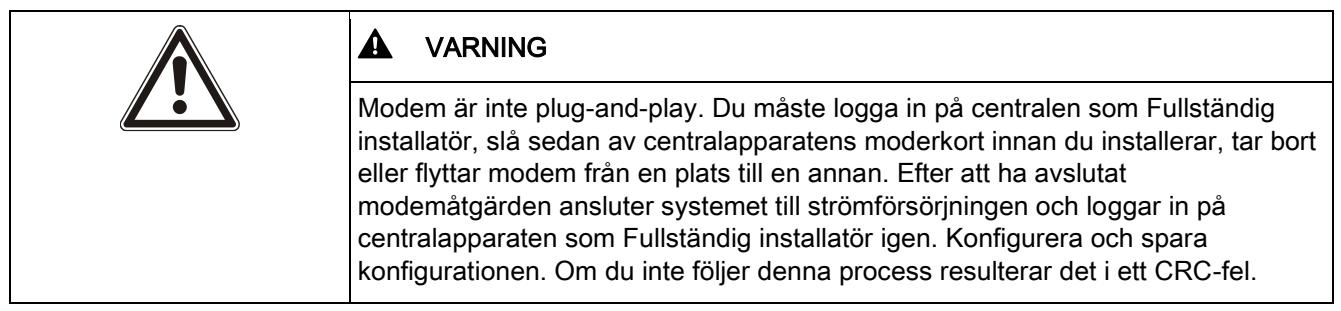 VARNING
Modem är inte plug-and-play. Du måste logga in på centralen som Fullständig
installatör, slå sedan av centralapparatens moderkort innan du installerar, tar bort
eller flyttar modem från en plats till en annan. Efter att ha avslutat
modemåtgärden ansluter systemet till strömförsörjningen och loggar in på
centralapparaten som Fullständig installatör igen. Konfigurera och spara
konfigurationen. Om du inte följer denna process resulterar det i ett CRC-fel.